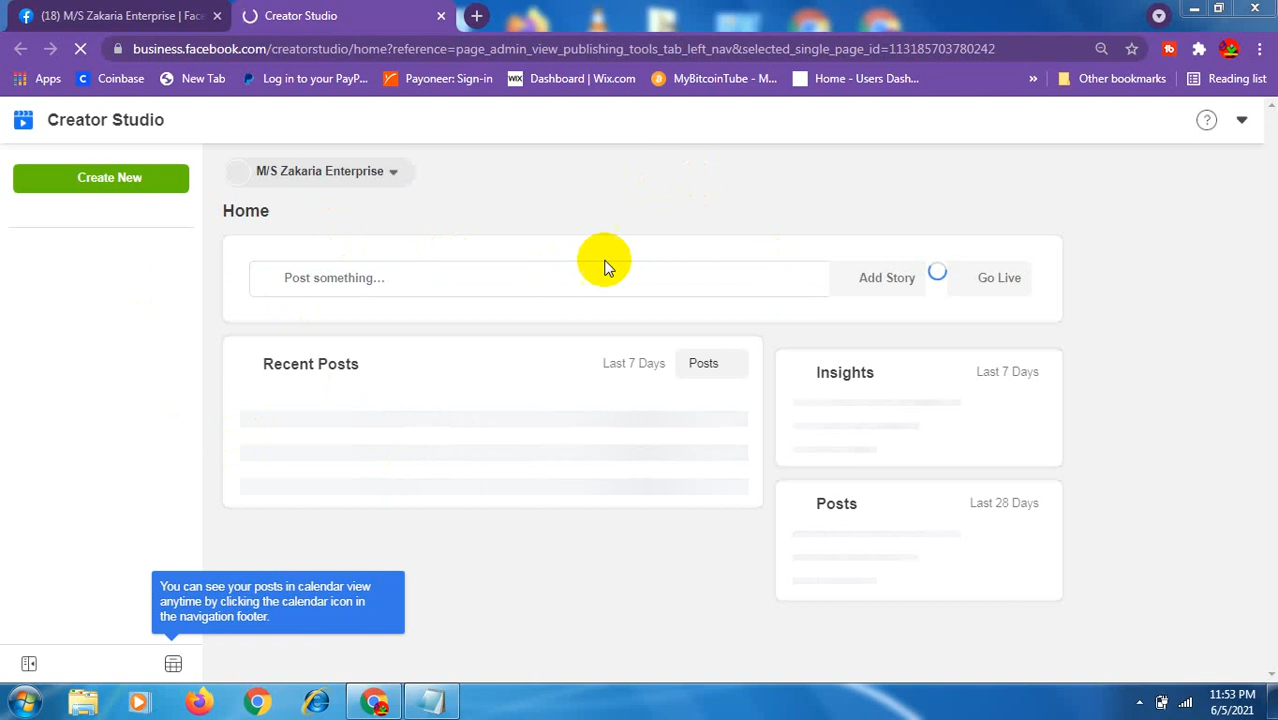 (18) M/S Zakaria Enterprise | Fac
Creator Studio
business.facebook.com/creatorstudio/home?reference=page_admin_view_publishing_tools_tab_left_nav&selected_single_page_id=113185703780242
Apps
Coinbase
New Tab
Log in to your PayP...
Payoneer: Sign-in
WIX
Dashboard | Wix.com
MyBitcoinTube - M...
Home - Users Dash...
»
Other bookmarks
Reading list
Creator Studio
?
Create New
M/S Zakaria Enterprise
Home
Post something...
Add Story
Go Live
Recent Posts
Last 7 Days
Posts
Insights
Last 7 Days
Posts
Last 28 Days
You can see your posts in calendar view
anytime by clicking the calendar icon in
the navigation footer.
11:53 PM
6/5/2021